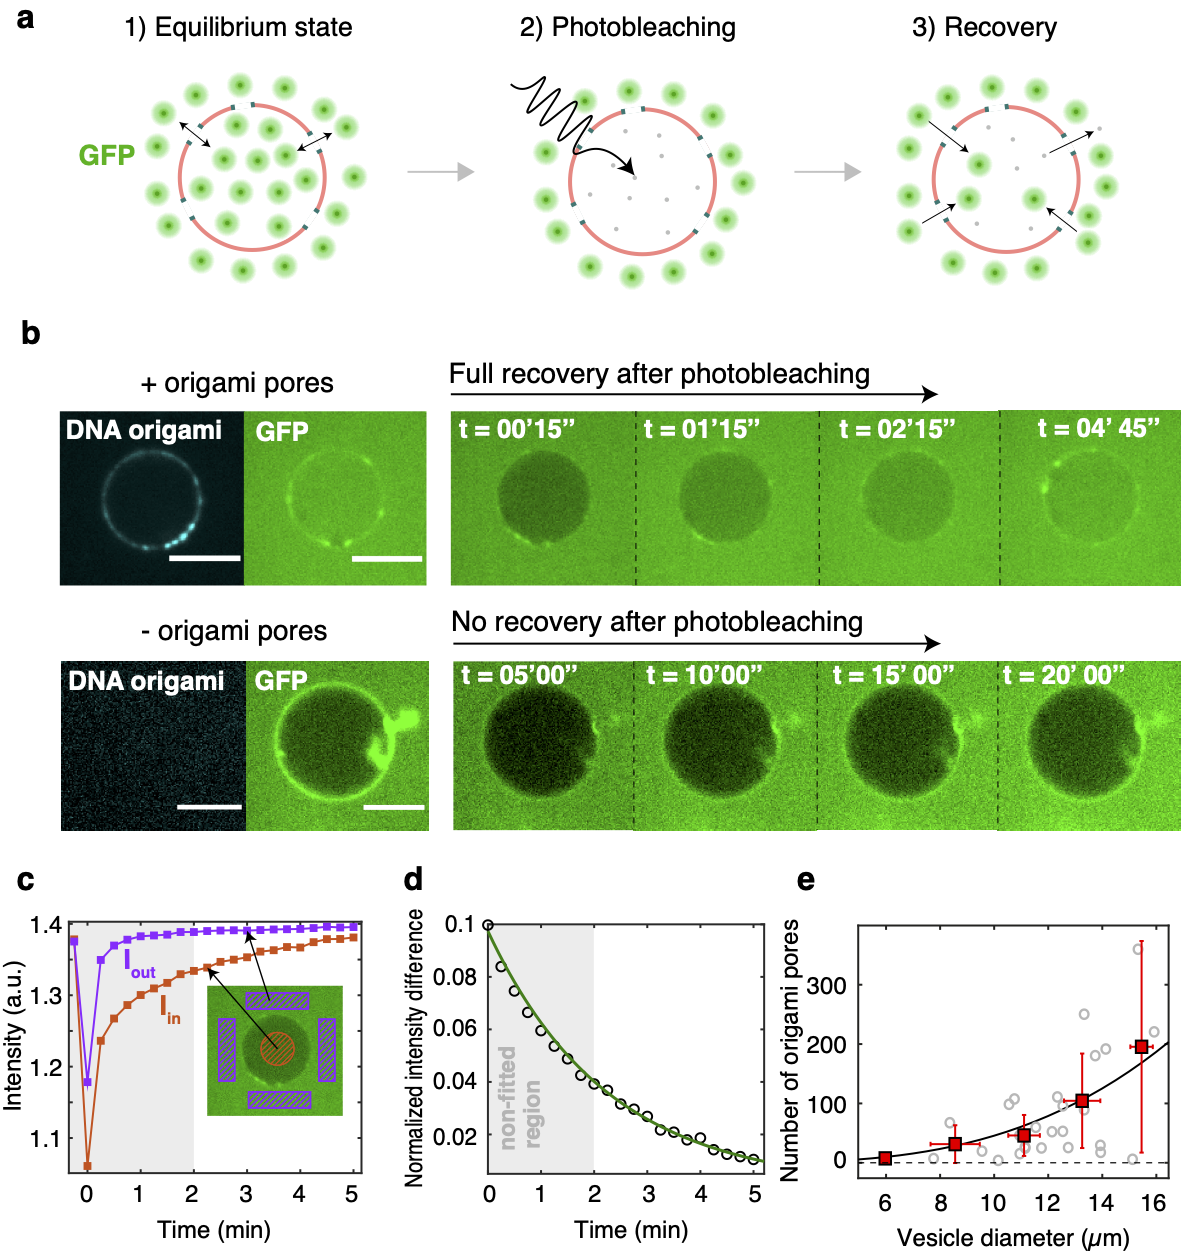 a
1) Equilibrium state
2) Photobleaching
3) Recovery
GFP
b
+ origami pores
Full recovery after photobleaching
DNA origami
GFP
t = 00'15”
t = 01'15”
t = 02'15”
t = 04' 45”
- origami pores
No recovery after photobleaching
DNA origami
GFP
t = 05'00”
t = 10'00”
t = 15' 00”
t = 20' 00”
c
Intensity (a.u.)
1.4
1.3
1.2
1.1
I out
I in
0 1 2 3 4 5
Time (min)
d
Normalized intensity difference
0.1
0.08
0.06
0.04
0.02
non-fitted
region
0 1 2 3 4 5
Time (min)
e
Number of origami pores
300
200
100
0
6 8 10 12 14 16
Vesicle diameter (μm)